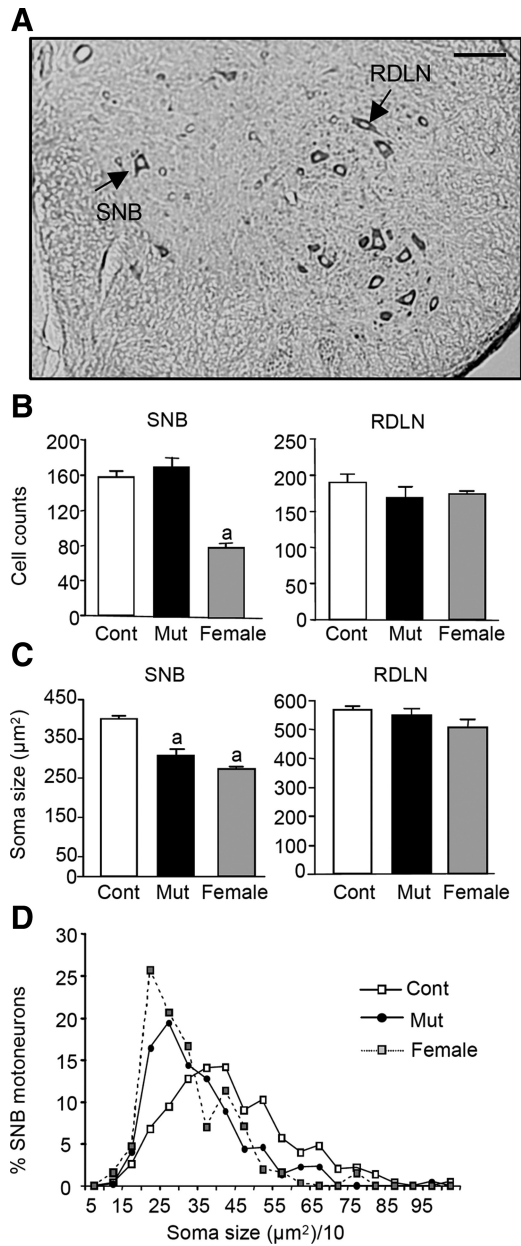 A
RDLN
SNB
B
SNB
RDLN
Cell counts
160
120
80
40
0
a
Cont Mut Female
250
200
150
100
50
0
Cont Mut Female
C
SNB
RDLN
Soma size (µm²)
450
350
250
150
50
0
a a
Cont Mut Female
600
500
400
300
200
100
0
Cont Mut Female
D
% SNB motoneurons
30
25
20
15
10
5
0
Cont
Mut
Female
5 15 25 35 45 55 65 75 85 95
Soma size (µm²)/10